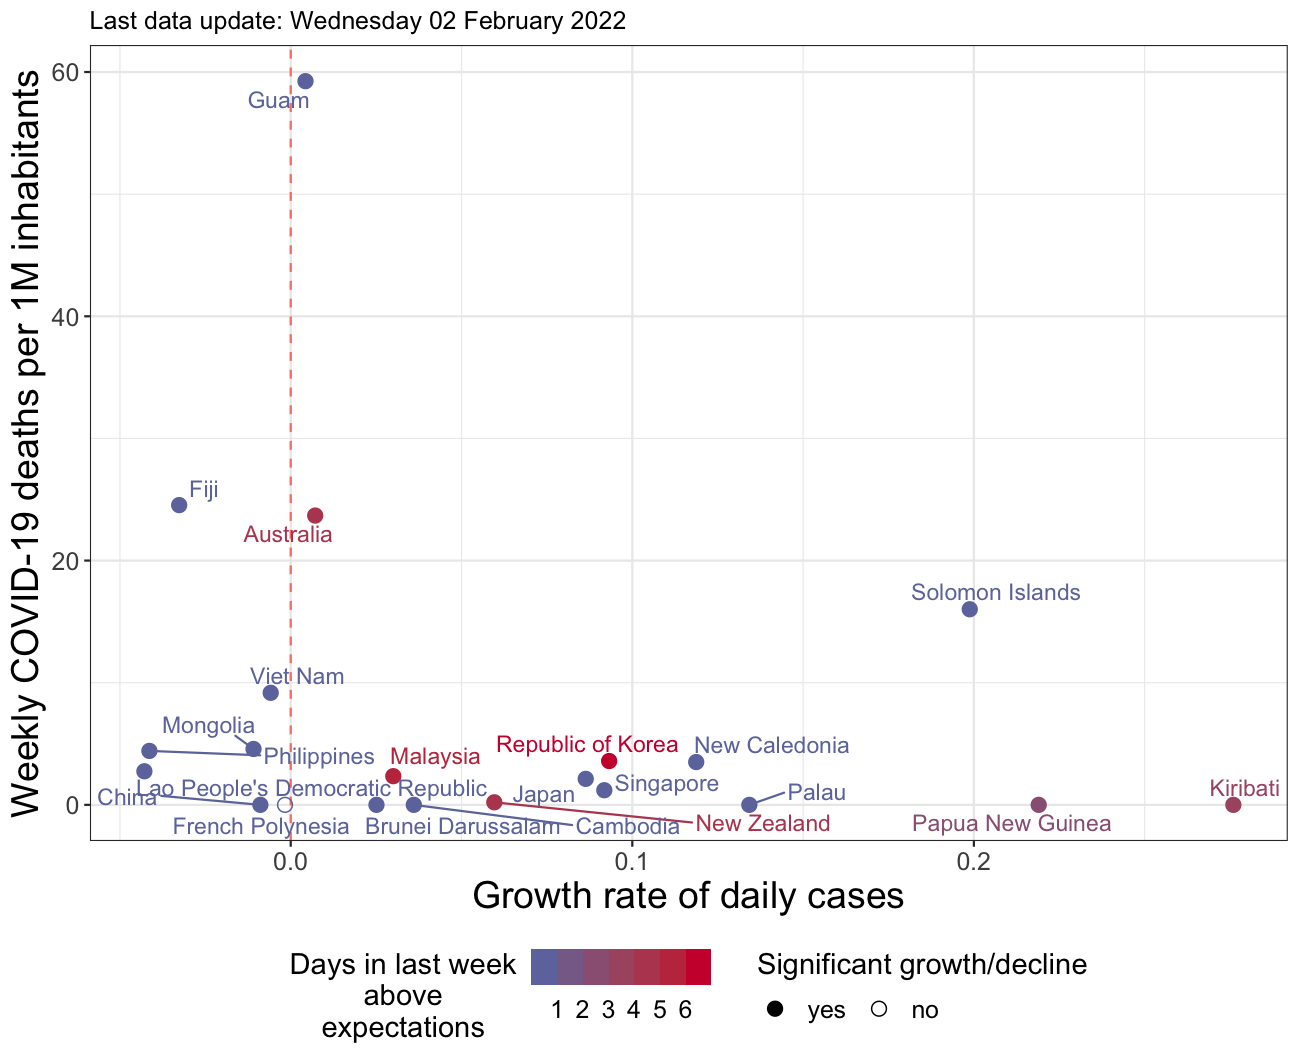 Last data update: Wednesday 02 February 2022
Weekly COVID-19 deaths per 1M inhabitants
60
40
20
0
Guam
Fiji
Australia
Solomon Islands
Viet Nam
Mongolia
Philippines
Malaysia
Republic of Korea
New Caledonia
Lao People's Democratic Republic
China
Japan
Singapore
Palau
Kiribati
French Polynesia
Brunei Darussalam
Cambodia
New Zealand
Papua New Guinea
0.0
0.1
0.2
Growth rate of daily cases
Days in last week
above
expectations
1 2 3 4 5 6
Significant growth/decline
yes
no